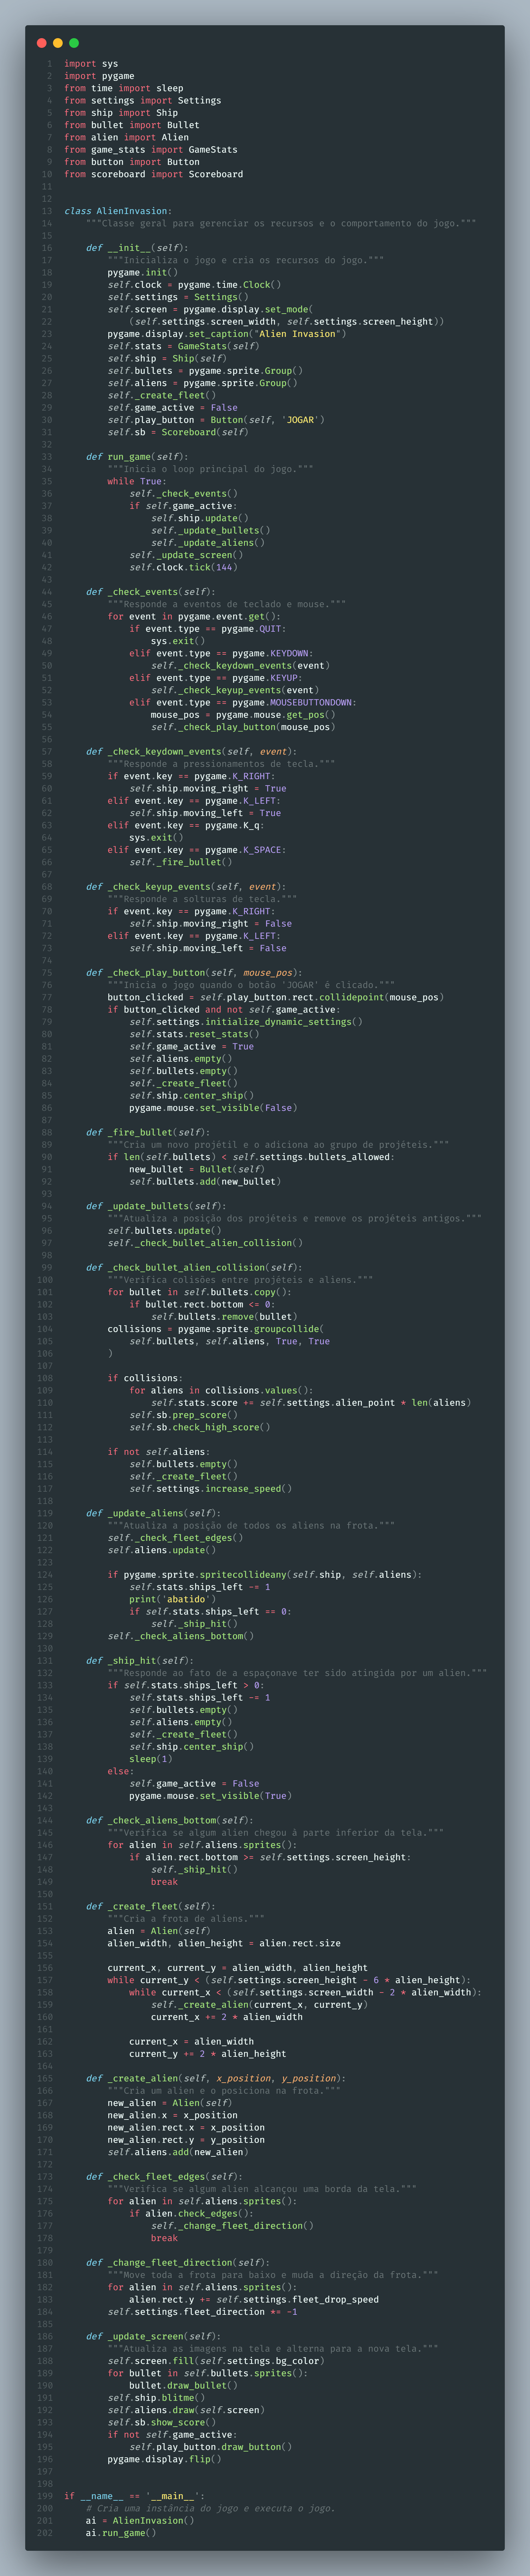 1 import sys
2 import pygame
3 from time import sleep
4 from settings import Settings
5 from ship import Ship
6 from bullet import Bullet
7 from alien import Alien
8 from game_stats import GameStats
9 from button import Button
10 from scoreboard import Scoreboard
11
12
13 class AlienInvasion:
14     """Classe geral para gerenciar os recursos e o comportamento do jogo."""
15
16     def __init__(self):
17         """Inicializa o jogo e cria os recursos do jogo."""
18         pygame.init()
19         self.clock = pygame.time.Clock()
20         self.settings = Settings()
21         self.screen = pygame.display.set_mode(
22             (self.settings.screen_width, self.settings.screen_height))
23         pygame.display.set_caption("Alien Invasion")
24         self.stats = GameStats(self)
25         self.ship = Ship(self)
26         self.bullets = pygame.sprite.Group()
27         self.aliens = pygame.sprite.Group()
28         self._create_fleet()
29         self.game_active = False
30         self.play_button = Button(self, 'JOGAR')
31         self.sb = Scoreboard(self)
32
33     def run_game(self):
34         """Inicia o loop principal do jogo."""
35         while True:
36             self._check_events()
37             if self.game_active:
38                 self.ship.update()
39                 self._update_bullets()
40                 self._update_aliens()
41             self._update_screen()
42             self.clock.tick(144)
43
44     def _check_events(self):
45         """Responde a eventos de teclado e mouse."""
46         for event in pygame.event.get():
47             if event.type == pygame.QUIT:
48                 sys.exit()
49             elif event.type == pygame.KEYDOWN:
50                 self._check_keydown_events(event)
51             elif event.type == pygame.KEYUP:
52                 self._check_keyup_events(event)
53             elif event.type == pygame.MOUSEBUTTONDOWN:
54                 mouse_pos = pygame.mouse.get_pos()
55                 self._check_play_button(mouse_pos)
56
57     def _check_keydown_events(self, event):
58         """Responde a pressionamentos de tecla."""
59         if event.key == pygame.K_RIGHT:
60             self.ship.moving_right = True
61         elif event.key == pygame.K_LEFT:
62             self.ship.moving_left = True
63         elif event.key == pygame.K_q:
64             sys.exit()
65         elif event.key == pygame.K_SPACE:
66             self._fire_bullet()
67
68     def _check_keyup_events(self, event):
69         """Responde a solturas de tecla."""
70         if event.key == pygame.K_RIGHT:
71             self.ship.moving_right = False
72         elif event.key == pygame.K_LEFT:
73             self.ship.moving_left = False
74
75     def _check_play_button(self, mouse_pos):
76         """Inicia o jogo quando o botão 'JOGAR' é clicado."""
77         button_clicked = self.play_button.rect.collidepoint(mouse_pos)
78         if button_clicked and not self.game_active:
79             self.settings.initialize_dynamic_settings()
80             self.stats.reset_stats()
81             self.game_active = True
82             self.aliens.empty()
83             self.bullets.empty()
84             self._create_fleet()
85             self.ship.center_ship()
86             pygame.mouse.set_visible(False)
87
88     def _fire_bullet(self):
89         """Cria um novo projétil e o adiciona ao grupo de projéteis."""
90         if len(self.bullets) < self.settings.bullets_allowed:
91             new_bullet = Bullet(self)
92             self.bullets.add(new_bullet)
93
94     def _update_bullets(self):
95         """Atualiza a posição dos projéteis e remove os projéteis antigos."""
96         self.bullets.update()
97         self._check_bullet_alien_collision()
98
99     def _check_bullet_alien_collision(self):
100         """Verifica colisões entre projéteis e aliens."""
101         for bullet in self.bullets.copy():
102             if bullet.rect.bottom <= 0:
103                 self.bullets.remove(bullet)
104         collisions = pygame.sprite.groupcollide(
105             self.bullets, self.aliens, True, True
106         )
107
108         if collisions:
109             for aliens in collisions.values():
110                 self.stats.score += self.settings.alien_point * len(aliens)
111             self.sb.prep_score()
112             self.sb.check_high_score()
113
114         if not self.aliens:
115             self.bullets.empty()
116             self._create_fleet()
117             self.settings.increase_speed()
118
119     def _update_aliens(self):
120         """Atualiza a posição de todos os aliens na frota."""
121         self._check_fleet_edges()
122         self.aliens.update()
123
124         if pygame.sprite.spritecollideany(self.ship, self.aliens):
125             self.stats.ships_left -= 1
126             print('abatido')
127             if self.stats.ships_left == 0:
128                 self._ship_hit()
129         self._check_aliens_bottom()
130
131     def _ship_hit(self):
132         """Responde ao fato de a espaçonave ter sido atingida por um alien."""
133         if self.stats.ships_left > 0:
134             self.stats.ships_left -= 1
135             self.bullets.empty()
136             self.aliens.empty()
137             self._create_fleet()
138             self.ship.center_ship()
139             sleep(1)
140         else:
141             self.game_active = False
142             pygame.mouse.set_visible(True)
143
144     def _check_aliens_bottom(self):
145         """Verifica se algum alien chegou à parte inferior da tela."""
146         for alien in self.aliens.sprites():
147             if alien.rect.bottom >= self.settings.screen_height:
148                 self._ship_hit()
149                 break
150
151     def _create_fleet(self):
152         """Cria a frota de aliens."""
153         alien = Alien(self)
154         alien_width, alien_height = alien.rect.size
155
156         current_x, current_y = alien_width, alien_height
157         while current_y < (self.settings.screen_height - 6 * alien_height):
158             while current_x < (self.settings.screen_width - 2 * alien_width):
159                 self._create_alien(current_x, current_y)
160                 current_x += 2 * alien_width
161
162             current_x = alien_width
163             current_y += 2 * alien_height
164
165     def _create_alien(self, x_position, y_position):
166         """Cria um alien e o posiciona na frota."""
167         new_alien = Alien(self)
168         new_alien.x = x_position
169         new_alien.rect.x = x_position
170         new_alien.rect.y = y_position
171         self.aliens.add(new_alien)
172
173     def _check_fleet_edges(self):
174         """Verifica se algum alien alcançou uma borda da tela."""
175         for alien in self.aliens.sprites():
176             if alien.check_edges():
177                 self._change_fleet_direction()
178                 break
179
180     def _change_fleet_direction(self):
181         """Move toda a frota para baixo e muda a direção da frota."""
182         for alien in self.aliens.sprites():
183             alien.rect.y += self.settings.fleet_drop_speed
184         self.settings.fleet_direction *= -1
185
186     def _update_screen(self):
187         """Atualiza as imagens na tela e alterna para a nova tela."""
188         self.screen.fill(self.settings.bg_color)
189         for bullet in self.bullets.sprites():
190             bullet.draw_bullet()
191         self.ship.blitme()
192         self.aliens.draw(self.screen)
193         self.sb.show_score()
194         if not self.game_active:
195             self.play_button.draw_button()
196         pygame.display.flip()
197
198
199 if __name__ == '__main__':
200     # Cria uma instância do jogo e executa o jogo.
201     ai = AlienInvasion()
202     ai.run_game()